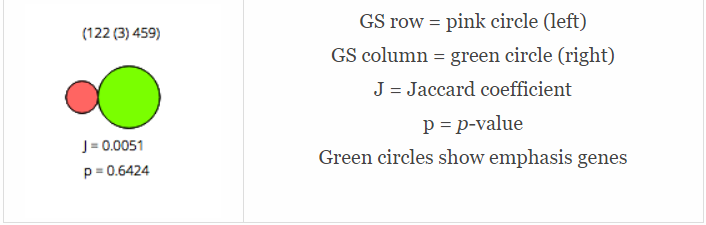 (122 (3) 459)
J = 0.0051
p = 0.6424
GS row = pink circle (left)
GS column = green circle (right)
J = Jaccard coefficient
p = p-value
Green circles show emphasis genes